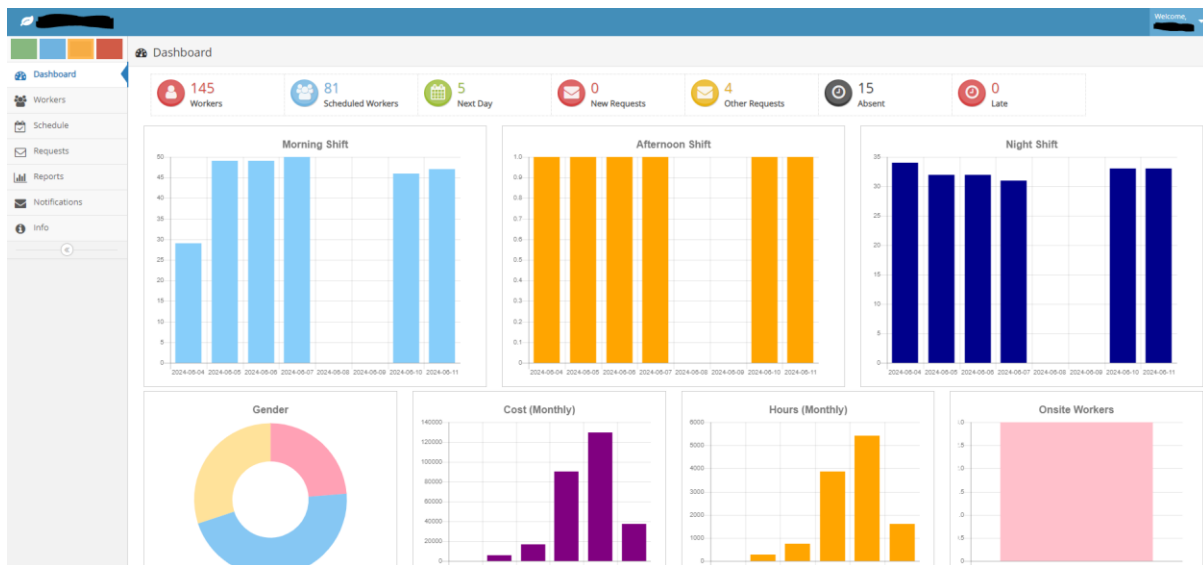 Welcome,
Dashboard
Workers
Schedule
Requests
Reports
Notifications
Info
Dashboard
145
Workers
81
Scheduled Workers
5
Next Day
0
New Requests
4
Other Requests
15
Absent
0
Late
Morning Shift
50
45
40
35
30
25
20
15
10
5
0
2024-06-04 2024-06-05 2024-06-06 2024-06-07 2024-06-08 2024-06-09 2024-06-10 2024-06-11
Afternoon Shift
1.0
0.9
0.8
0.7
0.6
0.5
0.4
0.3
0.2
0.1
0
2024-06-04 2024-06-05 2024-06-06 2024-06-07 2024-06-08 2024-06-09 2024-06-10 2024-06-11
Night Shift
35
30
25
20
15
10
5
0
2024-06-04 2024-06-05 2024-06-06 2024-06-07 2024-06-08 2024-06-09 2024-06-10 2024-06-11
Gender
Cost (Monthly)
140000
120000
100000
80000
60000
40000
20000
0
Hours (Monthly)
6000
5000
4000
3000
2000
1000
0
Onsite Workers
.0
.5
.0
.5
.0
.5
0